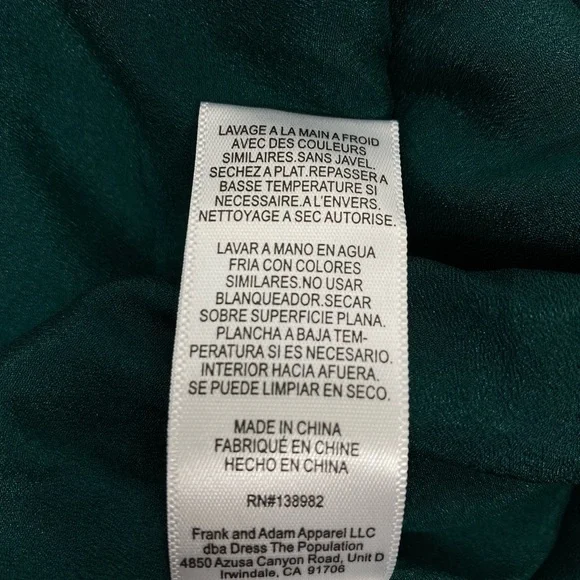 LAVAGE A LA MAIN A FROID
AVEC DES COULEURS
SIMILAIRES.SANS JAVEL.
SECHEZ A PLAT.REPASSER A
BASSE TEMPERATURE SI
NECESSAIRE.A L'ENVERS.
NETTOYAGE A SEC AUTORISE.
LAVAR A MANO EN AGUA
FRIA CON COLORES
SIMILARES.NO USAR
BLANQUEADOR.SECAR
SOBRE SUPERFICIE PLANA.
PLANCHA A BAJA TEM-
PERATURA SI ES NECESARIO.
INTERIOR HACIA AFUERA.
SE PUEDE LIMPIAR EN SECO.
MADE IN CHINA
FABRIQUÉ EN CHINE
HECHO EN CHINA
RN#138982
Frank and Adam Apparel LLC
dba Dress The Population
4850 Azusa Canyon Road, Unit D
Irwindale, CA 91706